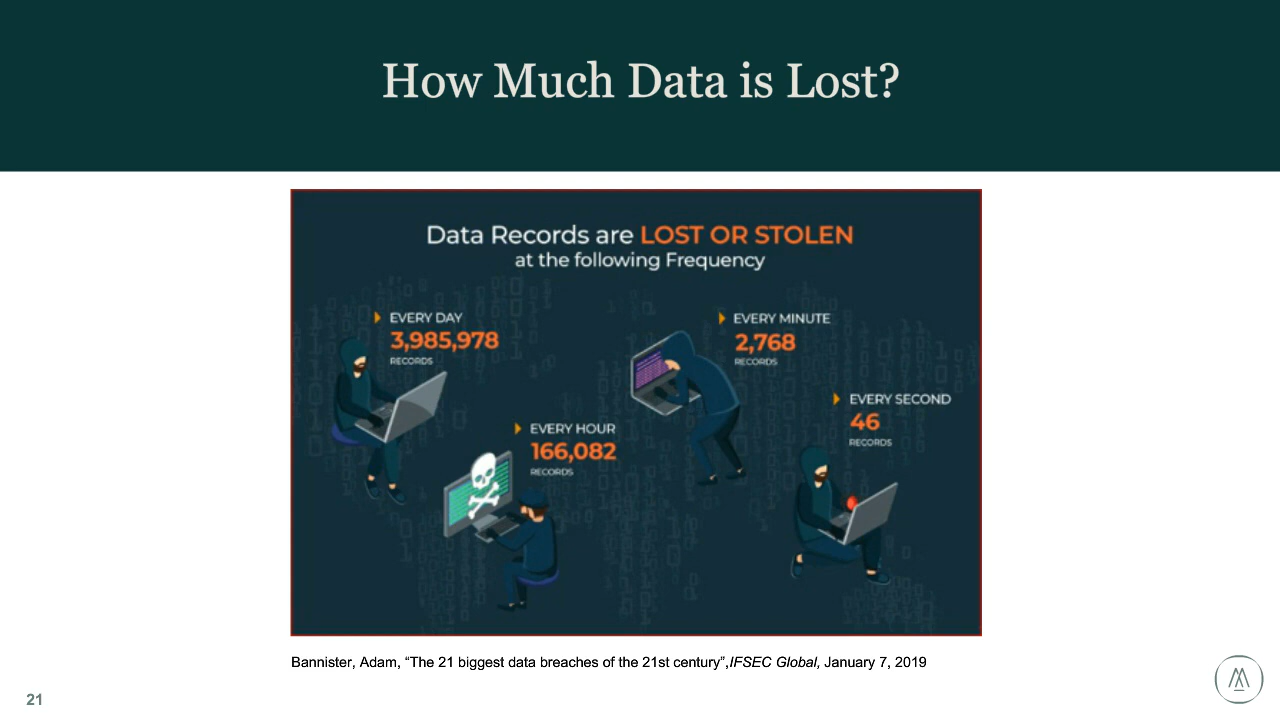 How Much Data is Lost?
Data Records are LOST OR STOLEN
at the following Frequency
EVERY DAY
3,985,978
RECORDS
EVERY HOUR
166,082
RECORDS
EVERY MINUTE
2,768
RECORDS
EVERY SECOND
46
RECORDS
Bannister, Adam, “The 21 biggest data breaches of the 21st century”,IFSEC Global, January 7, 2019
21